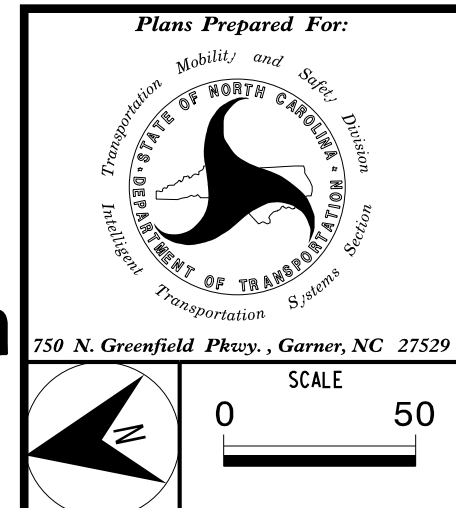 Plans Prepared For:
Transportation Mobility and Safety Division
STATE OF NORTH CAROLINA
DEPARTMENT OF TRANSPORTATION
Intelligent Transportation Systems Section
750 N. Greenfield Pkwy. , Garner, NC 27529
N
SCALE
0 50